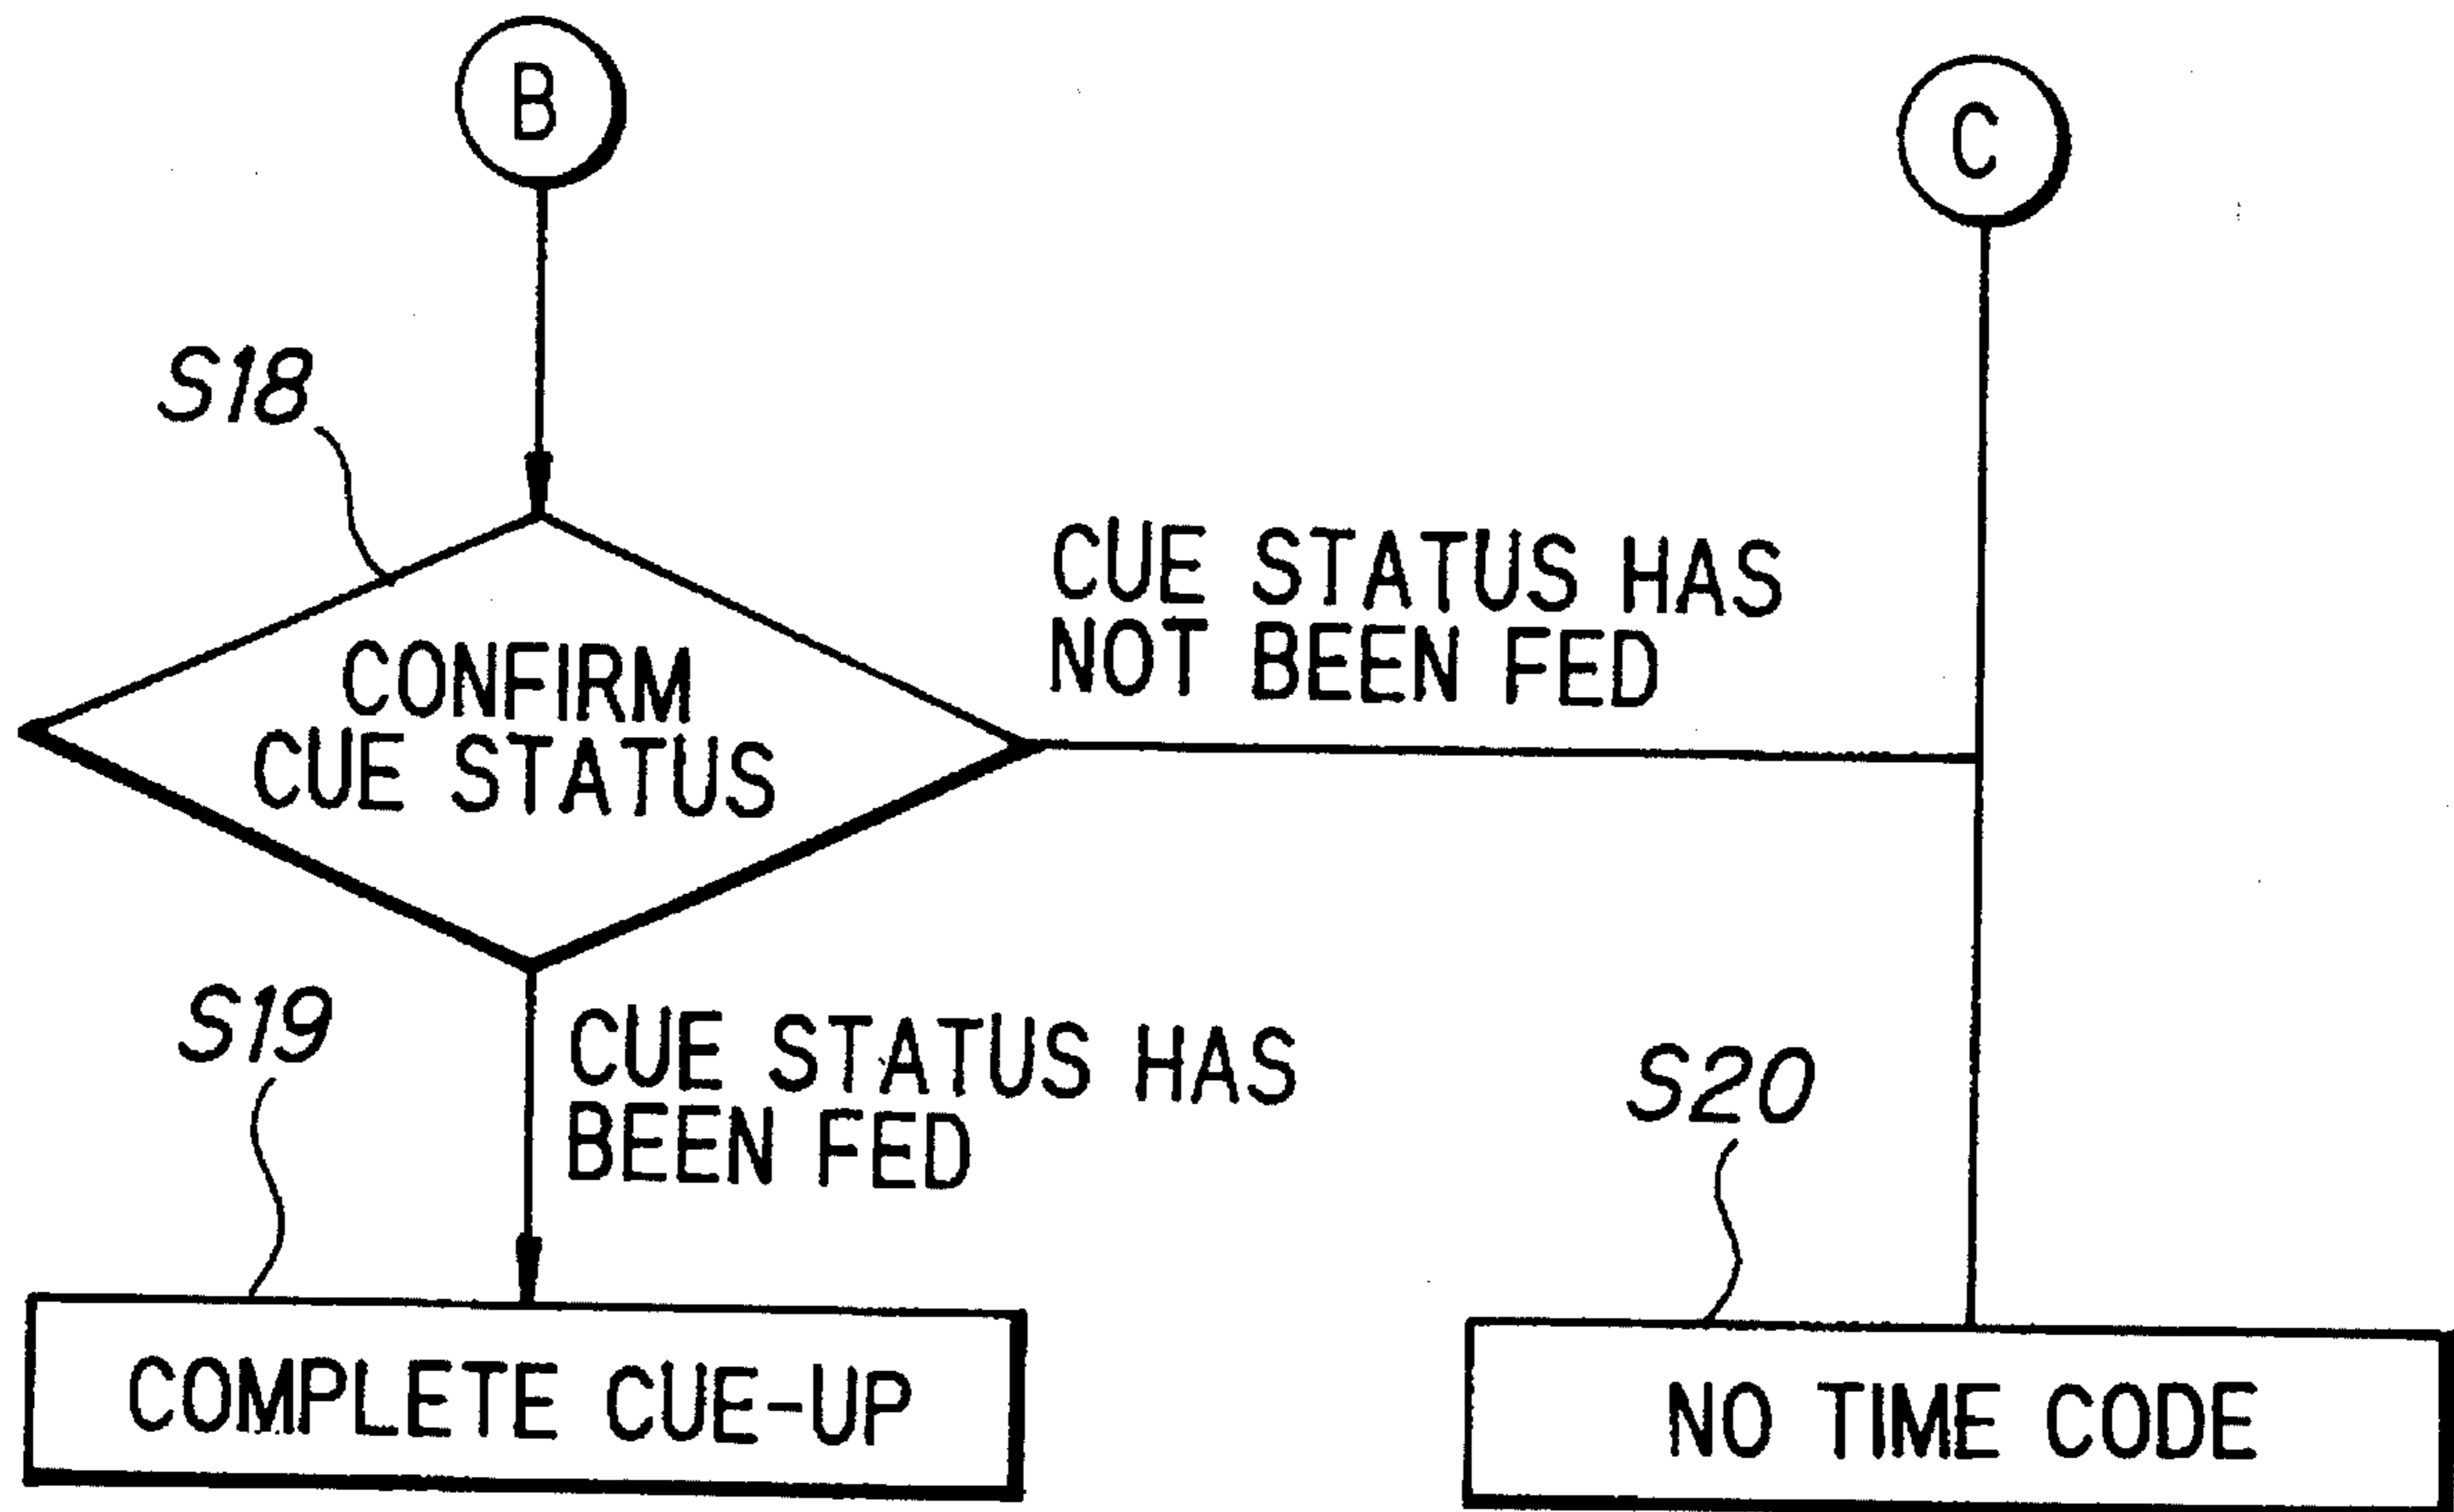 B
C
S18
CUE STATUS HAS
NOT BEEN FED
CONFIRM
CUE STATUS
S19
CUE STATUS HAS
BEEN FED
S20
COMPLETE CUE-UP
NO TIME CODE